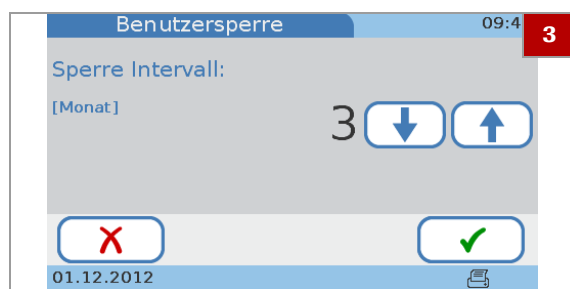 Benutzersperre
09:4
3
Sperre Intervall:
[Monat]
3
01.12.2012